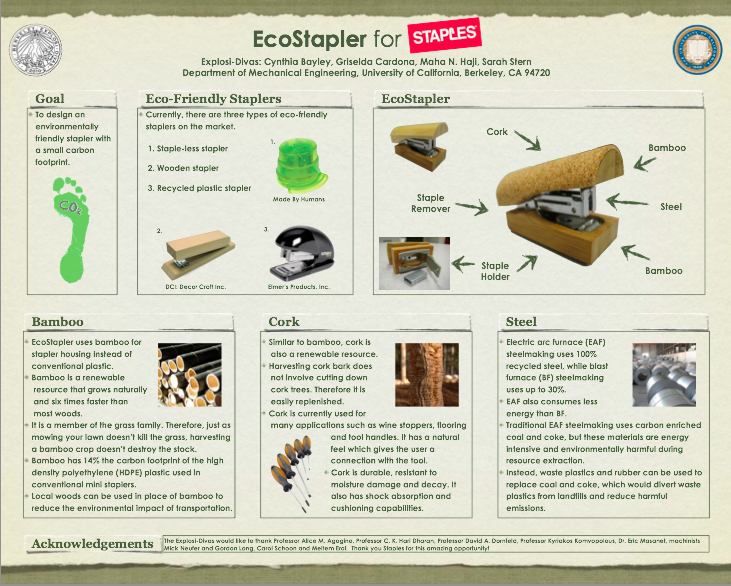 EcoStapler for STAPLES
Explosi-Divas: Cynthia Bayley, Griselda Cardona, Maha N. Haji, Sarah Stern
Department of Mechanical Engineering, University of California, Berkeley, CA 94720
Goal
To design an
environmentally
friendly stapler with
a small carbon
footprint.
CO2
Eco-Friendly Staplers
Currently, there are three types of eco-friendly
staplers on the market.
1. Staple-less stapler
2. Wooden stapler
3. Recycled plastic stapler
1.
Made By Humans
2.
DCI: Decor Craft Inc.
3.
Elmer's Products, Inc.
EcoStapler
Cork
Bamboo
Staple
Remover
Steel
Staple
Holder
Bamboo
Bamboo
EcoStapler uses bamboo for
stapler housing instead of
conventional plastic.
Bamboo is a renewable
resource that grows naturally
and six times faster than
most woods.
It is a member of the grass family. Therefore, just as
mowing your lawn doesn't kill the grass, harvesting
a bamboo crop doesn't destroy the stock.
Bamboo has 14% the carbon footprint of the high
density polyethylene (HDPE) plastic used in
conventional mini staplers.
Local woods can be used in place of bamboo to
reduce the environmental impact of transportation.
Cork
Similar to bamboo, cork is
also a renewable resource.
Harvesting cork bark does
not involve cutting down
cork trees. Therefore it is
easily replenished.
Cork is currently used for
many applications such as wine stoppers, flooring
and tool handles. It has a natural
feel which gives the user a
connection with the tool.
Cork is durable, resistant to
moisture damage and decay. It
also has shock absorption and
cushioning capabilities.
Steel
Electric arc furnace (EAF)
steelmaking uses 100%
recycled steel, while blast
furnace (BF) steelmaking
uses up to 30%.
EAF also consumes less
energy than BF.
Traditional EAF steelmaking uses carbon enriched
coal and coke, but these materials are energy
intensive and environmentally harmful during
resource extraction.
Instead, waste plastics and rubber can be used to
replace coal and coke, which would divert waste
plastics from landfills and reduce harmful
emissions.
Acknowledgements
The Explosi-Divas would like to thank Professor Alice M. Agogino, Professor C. K. Hari Dharan, Professor David A. Dornfeld, Professor Kyriakos Komvopoulos, Dr. Eric Masanet, machinists
Mick Neufer and Gordon Long, Carol Schoon and Meltem Erol. Thank you Staples for this amazing opportunity!